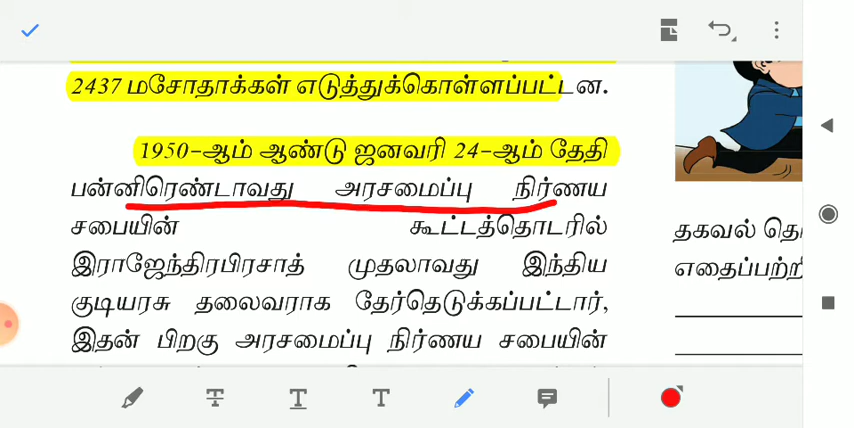 2437 மசோதாக்கள் எடுத்துக்கொள்ளப்பட்டன.
1950-ஆம் ஆண்டு ஜனவரி 24-ஆம் தேதி
பன்னிரெண்டாவது அரசமைப்பு நிர்ணய
சபையின் கூட்டத்தொடரில்
இராஜேந்திரபிரசாத் முதலாவது இந்திய
குடியரசு தலைவராக தேர்தெடுக்கப்பட்டார்,
இதன் பிறகு அரசமைப்பு நிர்ணய சபையின்
தகவல்
எதைப்பற்றி